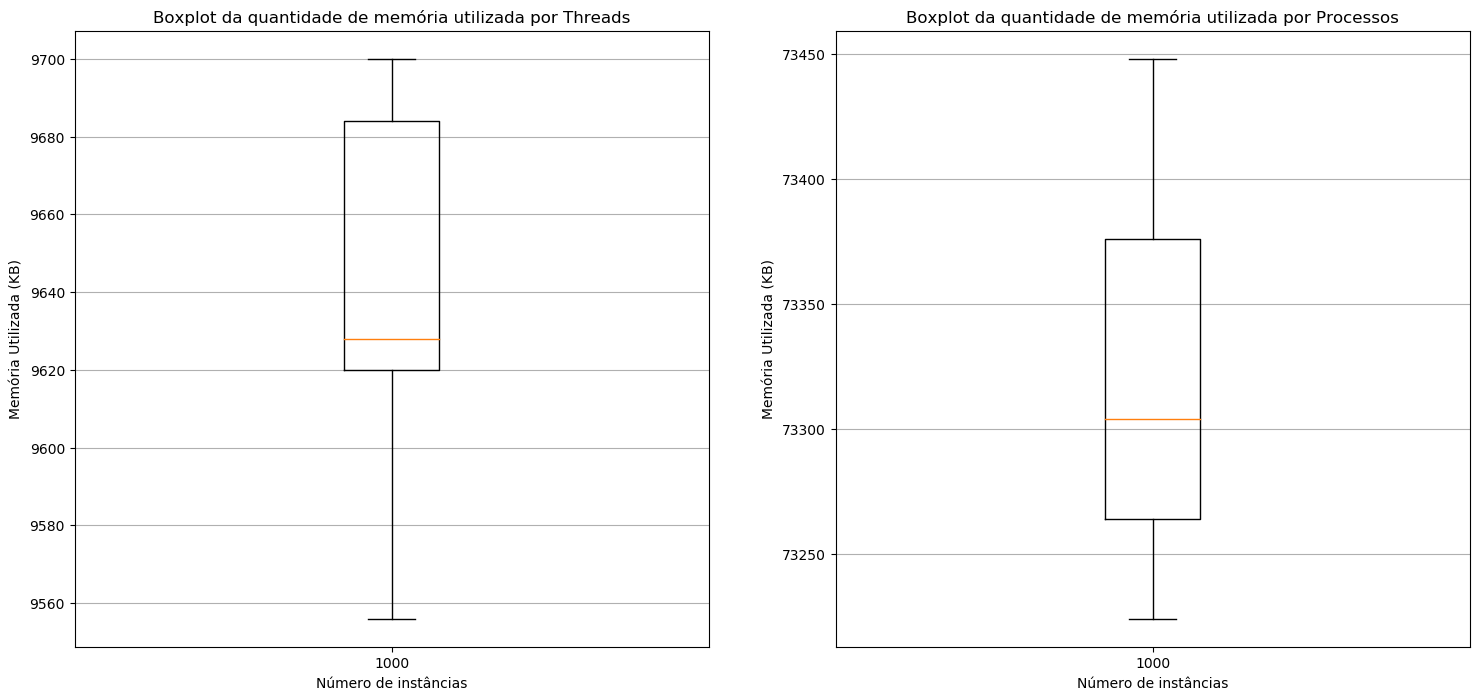 Boxplot da quantidade de memória utilizada por Threads
Memória Utilizada (KB)
9700
9680
9660
9640
9620
9600
9580
9560
1000
Número de instâncias
Boxplot da quantidade de memória utilizada por Processos
Memória Utilizada (KB)
73450
73400
73350
73300
73250
1000
Número de instâncias